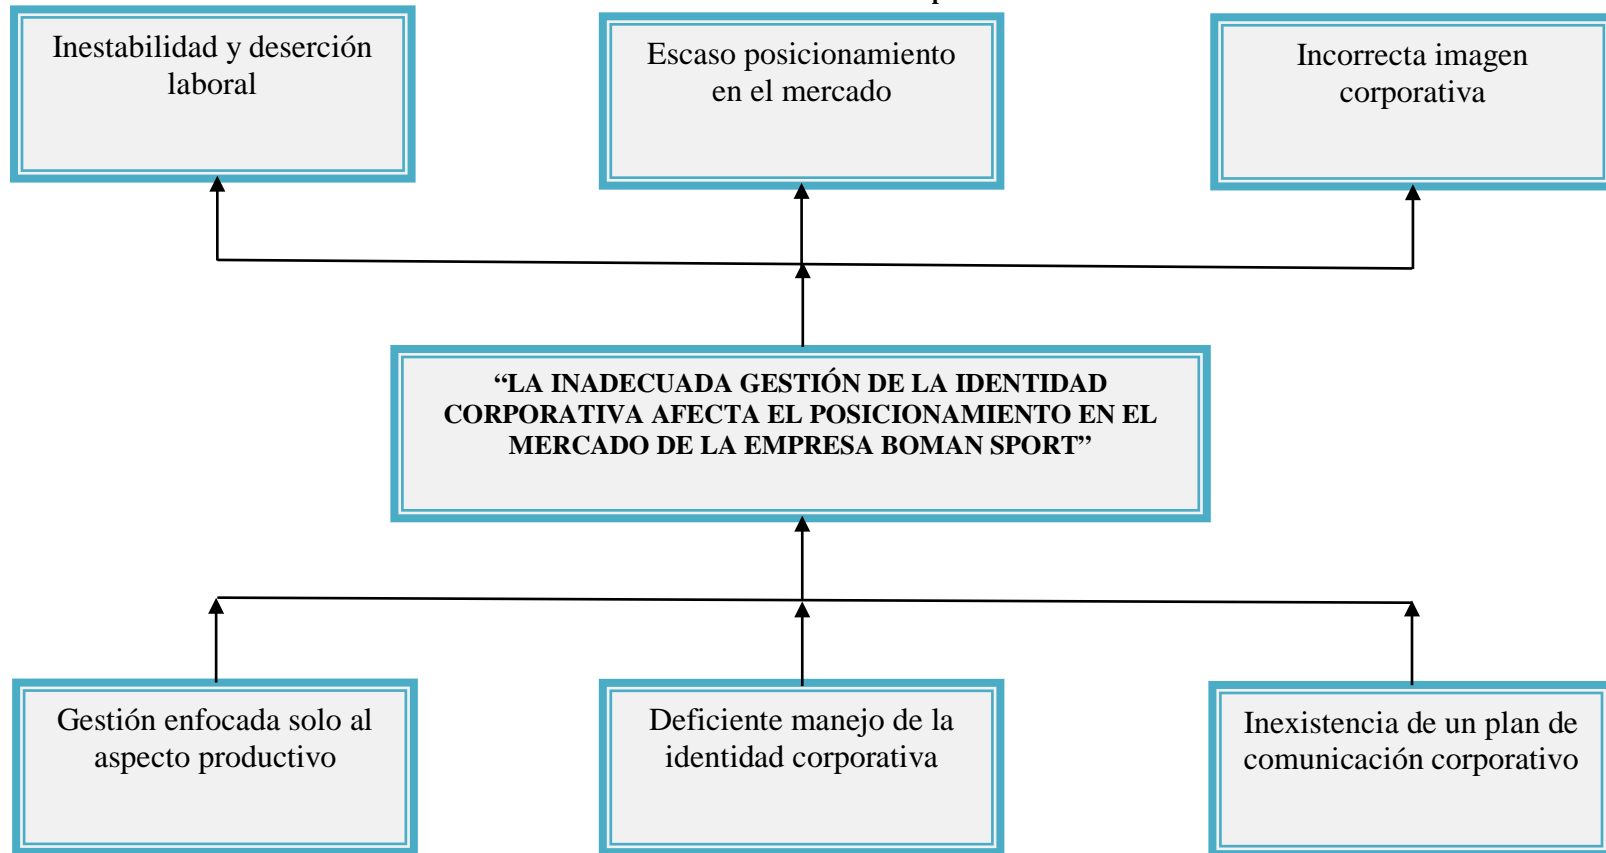 Inestabilidad y deserción
laboral
Escaso posicionamiento
en el mercado
Incorrecta imagen
corporativa
“LA INADECUADA GESTIÓN DE LA IDENTIDAD
CORPORATIVA AFECTA EL POSICIONAMIENTO EN EL
MERCADO DE LA EMPRESA BOMAN SPORT”
Gestión enfocada solo al
aspecto productivo
Deficiente manejo de la
identidad corporativa
Inexistencia de un plan de
comunicación corporativo